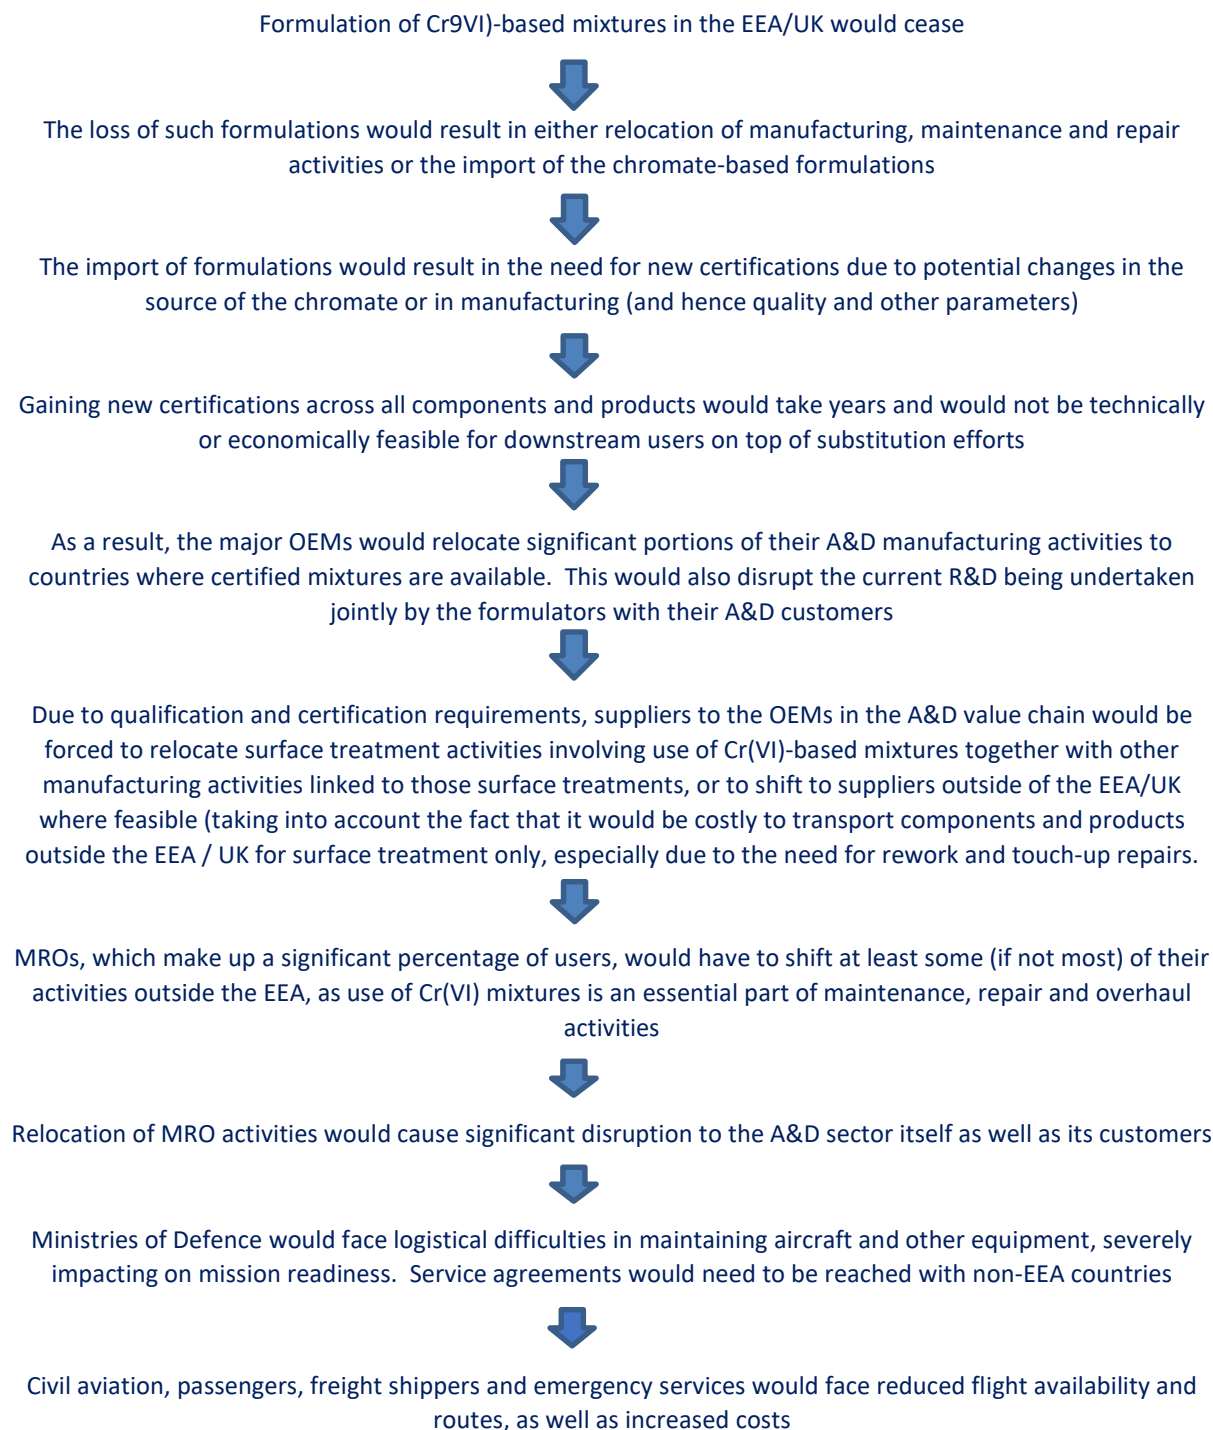 Formulation of Cr9VI)-based mixtures in the EEA/UK would cease
The loss of such formulations would result in either relocation of manufacturing, maintenance and repair
activities or the import of the chromate-based formulations
The import of formulations would result in the need for new certifications due to potential changes in the
source of the chromate or in manufacturing (and hence quality and other parameters)
Gaining new certifications across all components and products would take years and would not be technically
or economically feasible for downstream users on top of substitution efforts
As a result, the major OEMs would relocate significant portions of their A&D manufacturing activities to
countries where certified mixtures are available.  This would also disrupt the current R&D being undertaken
jointly by the formulators with their A&D customers
Due to qualification and certification requirements, suppliers to the OEMs in the A&D value chain would be
forced to relocate surface treatment activities involving use of Cr(VI)-based mixtures together with other
manufacturing activities linked to those surface treatments, or to shift to suppliers outside of the EEA/UK
where feasible (taking into account the fact that it would be costly to transport components and products
outside the EEA / UK for surface treatment only, especially due to the need for rework and touch-up repairs.
MROs, which make up a significant percentage of users, would have to shift at least some (if not most) of their
activities outside the EEA, as use of Cr(VI) mixtures is an essential part of maintenance, repair and overhaul
activities
Relocation of MRO activities would cause significant disruption to the A&D sector itself as well as its customers
Ministries of Defence would face logistical difficulties in maintaining aircraft and other equipment, severely
impacting on mission readiness.  Service agreements would need to be reached with non-EEA countries
Civil aviation, passengers, freight shippers and emergency services would face reduced flight availability and
routes, as well as increased costs